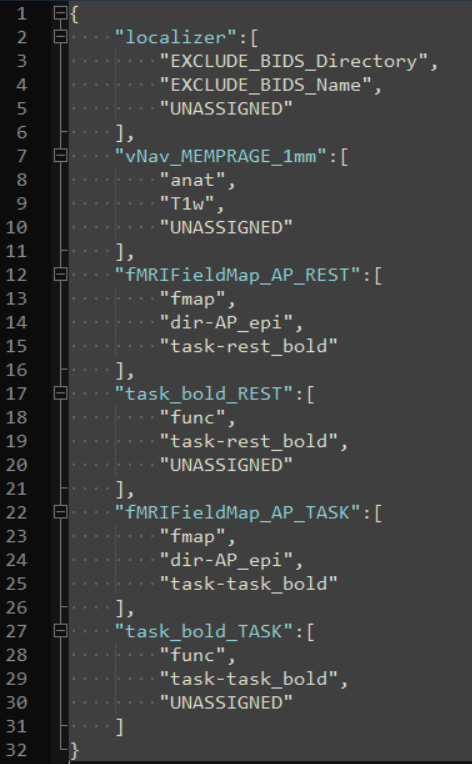 1 {
2 "localizer":[
3 "EXCLUDE_BIDS_Directory",
4 "EXCLUDE_BIDS_Name",
5 "UNASSIGNED"
6 ],
7 "vNav_MEMPRAGE_1mm":[
8 "anat",
9 "T1w",
10 "UNASSIGNED"
11 ],
12 "fMRIFieldMap_AP_REST":[
13 "fmap",
14 "dir-AP_epi",
15 "task-rest_bold"
16 ],
17 "task_bold_REST":[
18 "func",
19 "task-rest_bold",
20 "UNASSIGNED"
21 ],
22 "fMRIFieldMap_AP_TASK":[
23 "fmap",
24 "dir-AP_epi",
25 "task-task_bold"
26 ],
27 "task_bold_TASK":[
28 "func",
29 "task-task_bold",
30 "UNASSIGNED"
31 ]
32 }